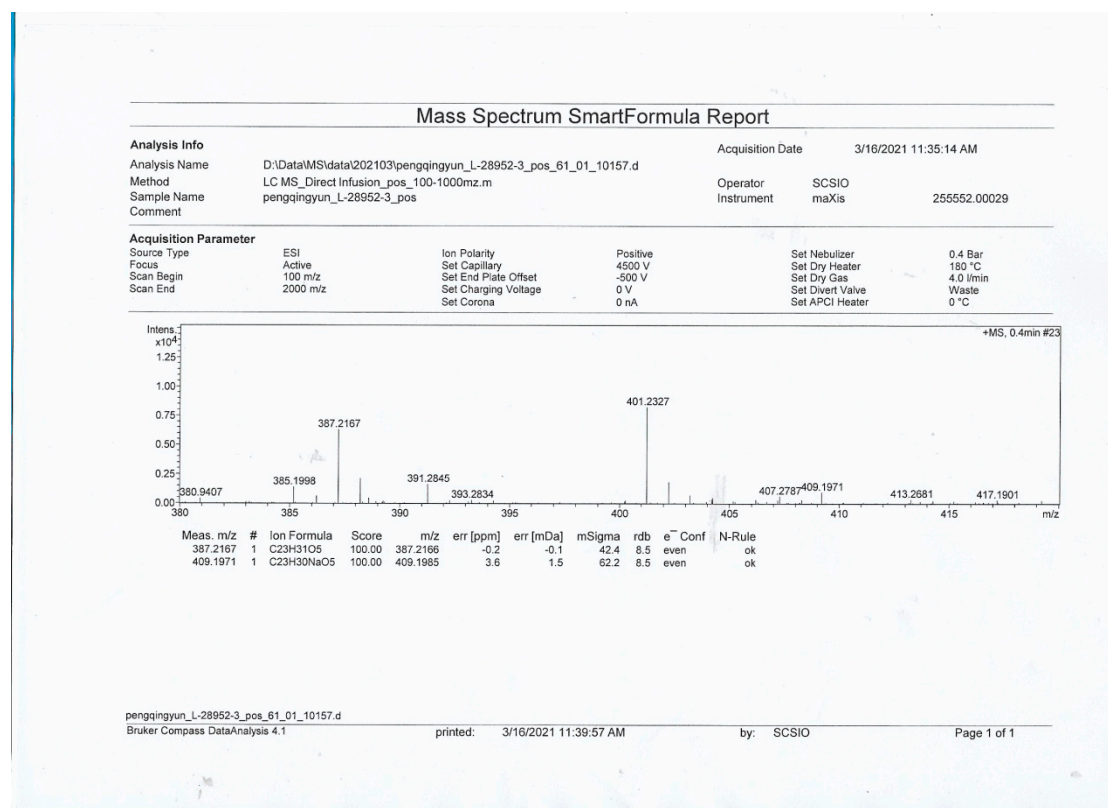 Mass Spectrum SmartFormula Report
Analysis Info
Acquisition Date 3/16/2021 11:35:14 AM
Analysis Name D:\Data\MS\data\202103\pengqingyun_L-28952-3_pos_61_01_10157.d
Method LC MS_Direct Infusion_pos_100-1000mz.m
Operator SCSIO
Sample Name pengqingyun_L-28952-3_pos
Instrument maXis 255552.00029
Comment
Acquisition Parameter
Source Type ESI Ion Polarity Positive Set Nebulizer 0.4 Bar
Focus Active Set Capillary 4500 V Set Dry Heater 180 °C
Scan Begin 100 m/z Set End Plate Offset -500 V Set Dry Gas 4.0 l/min
Scan End 2000 m/z Set Charging Voltage 0 V Set Divert Valve Waste
Set Corona 0 nA Set APCI Heater 0 °C
Intens.
x10⁴
+MS, 0.4min #23
1.25
1.00
0.75
0.50
0.25
0.00
401.2327
387.2167
385.1998
391.2845
380.9407
393.2834
407.2787
409.1971
413.2681
417.1901
380 385 390 395 400 405 410 415 m/z
Meas. m/z # Ion Formula Score m/z err [ppm] err [mDa] mSigma rdb e¯ Conf N-Rule
387.2167 1 C23H31O5 100.00 387.2166 -0.2 -0.1 42.4 8.5 even ok
409.1971 1 C23H30NaO5 100.00 409.1985 3.6 1.5 62.2 8.5 even ok
pengqingyun_L-28952-3_pos_61_01_10157.d
Bruker Compass DataAnalysis 4.1 printed: 3/16/2021 11:39:57 AM by: SCSIO Page 1 of 1